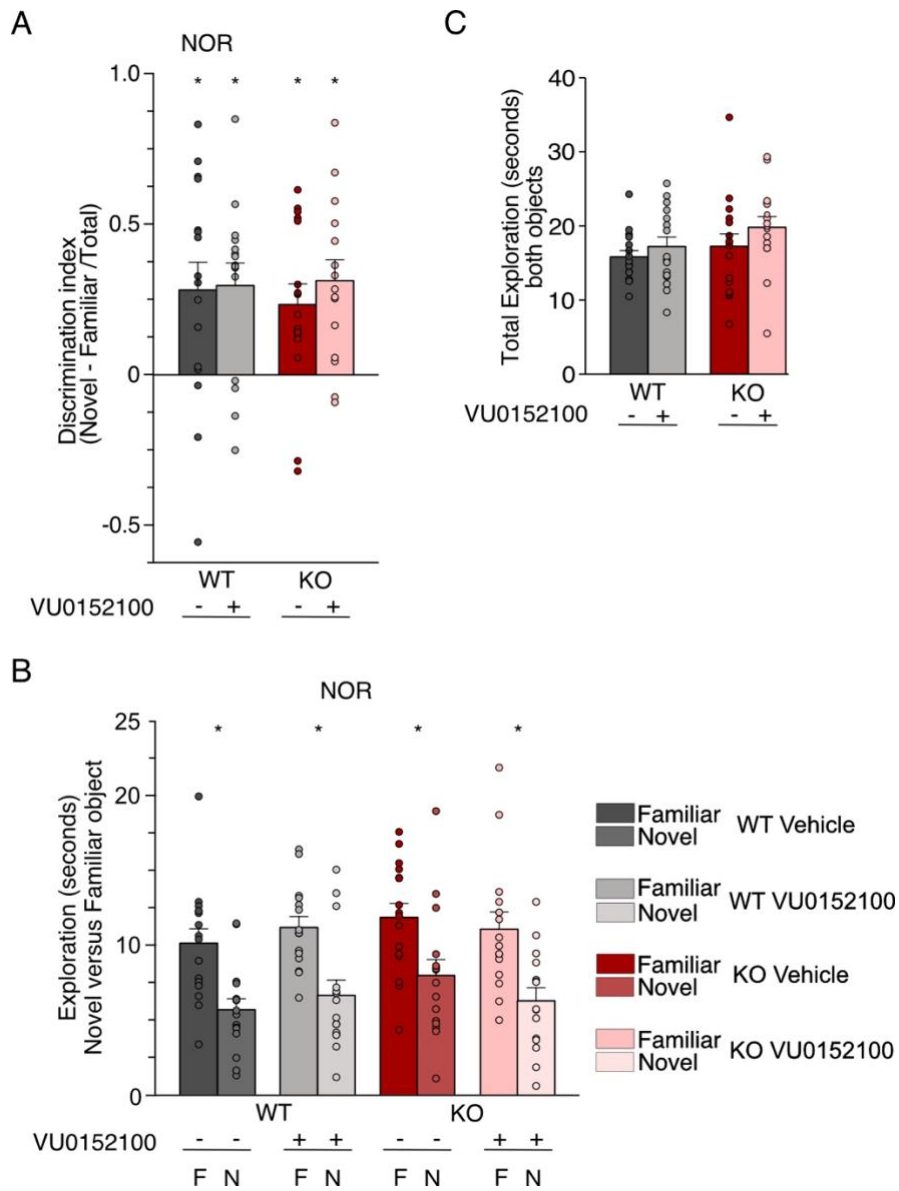 A
NOR
* * * *
1.0
0.5
0
-0.5
Discrimination index
(Novel - Familiar /Total)
WT KO
VU0152100 - + - +
C
40
30
20
10
0
Total Exploration (seconds)
both objects
WT KO
VU0152100 - + - +
B
NOR
* * * *
25
20
10
0
Exploration (seconds)
Novel versus Familiar object
WT KO
VU0152100 - - + + - - + +
F N F N F N F N
Familiar
Novel
WT Vehicle
Familiar
Novel
WT VU0152100
Familiar
Novel
KO Vehicle
Familiar
Novel
KO VU0152100